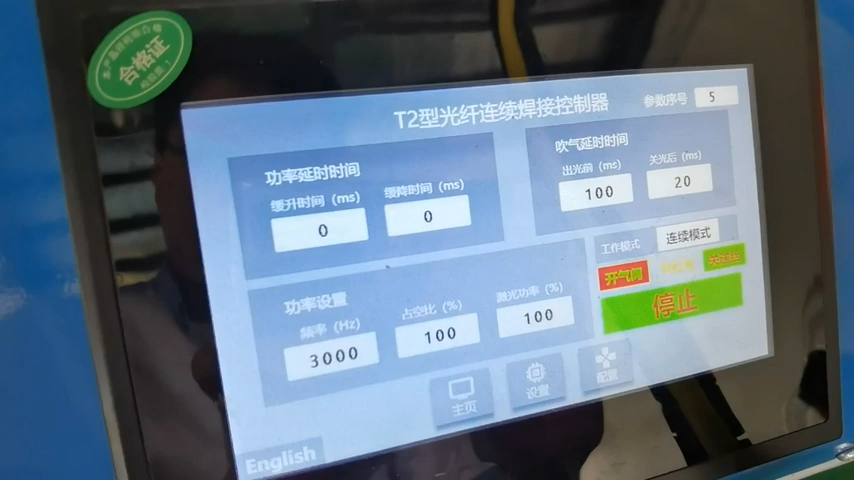 合格证
T2型光纤连续焊接控制器
参数序号 5
功率延时时间
缓升时间 (ms) 缓降时间 (ms)
0 0
吹气延时时间
出光前 (ms) 关光后 (ms)
100 20
工作模式 连续模式
开气阀
停止
功率设置
频率 (Hz) 占空比 (%) 激光功率 (%)
3000 100 100
主页 设置 配置
English